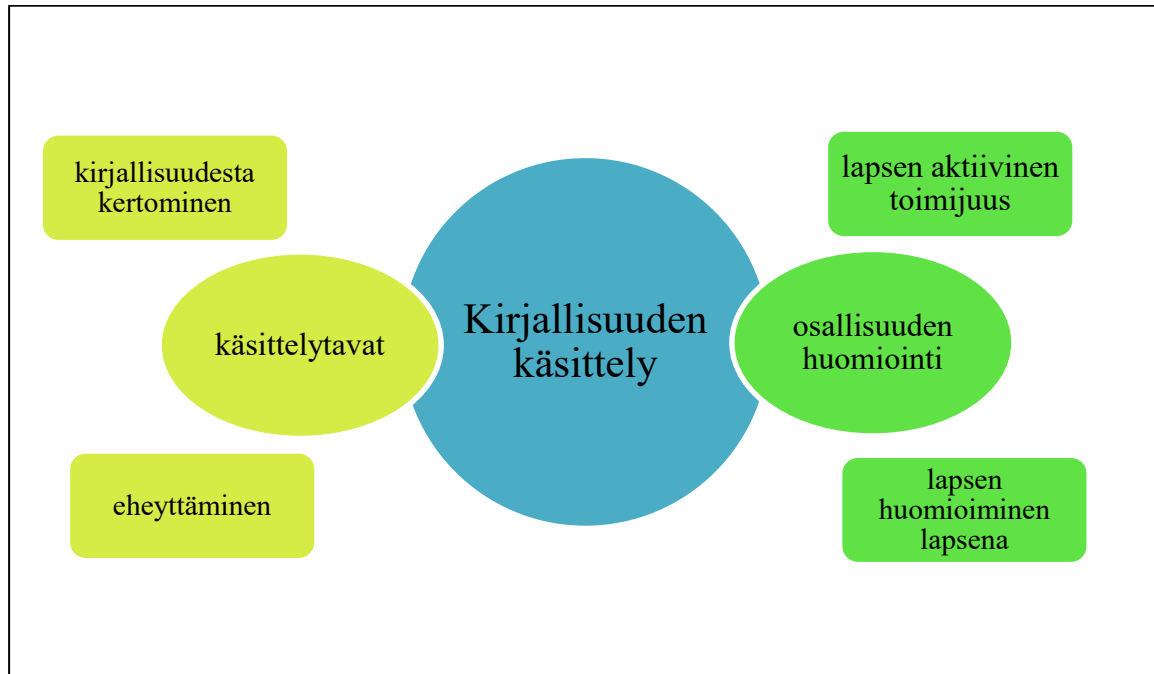 kirjallisuudesta
kertominen
käsittelytavat
eheyttäminen
Kirjallisuuden
käsittely
lapsen aktiivinen
toimijuus
osallisuuden
huomiointi
lapsen
huomioiminen
lapsena